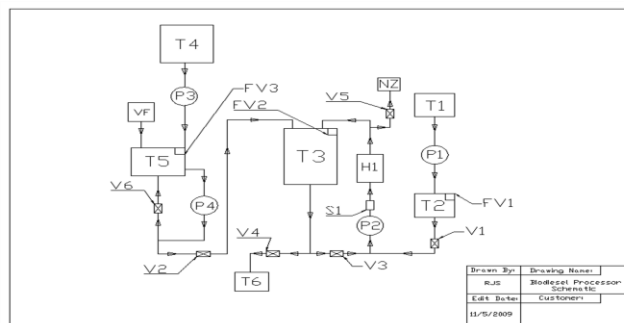 T4
P3
FV3
VF
T5
V6
P4
V2
FV2
T3
V5
NZ
H1
S1
P2
V4
V3
T6
T1
P1
T2
FV1
V1
Drawn By: Drawing Name:
RJS Biodiesel Processor
Schematic
Edit Date: Customer:
11/5/2009